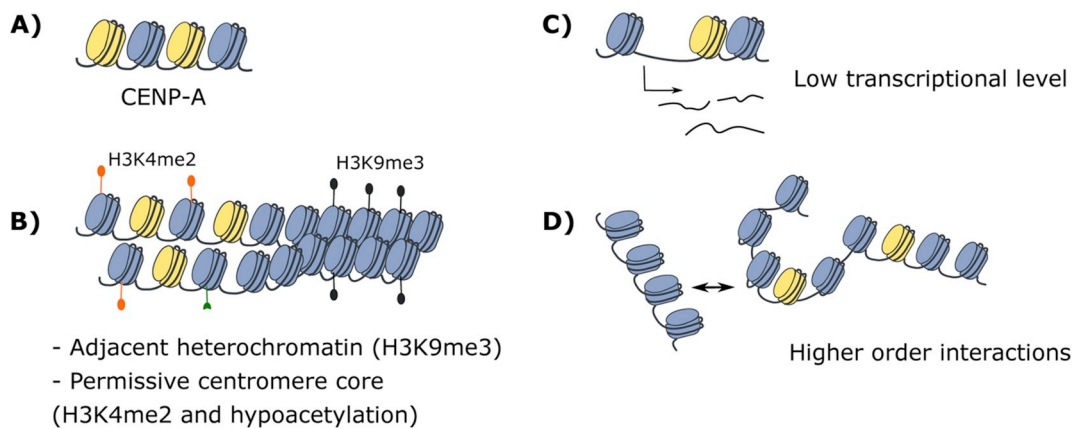 A)
CENP-A
H3K4me2
H3K9me3
B)
- Adjacent heterochromatin (H3K9me3)
- Permissive centromere core
(H3K4me2 and hypoacetylation)
C)
Low transcriptional level
D)
Higher order interactions